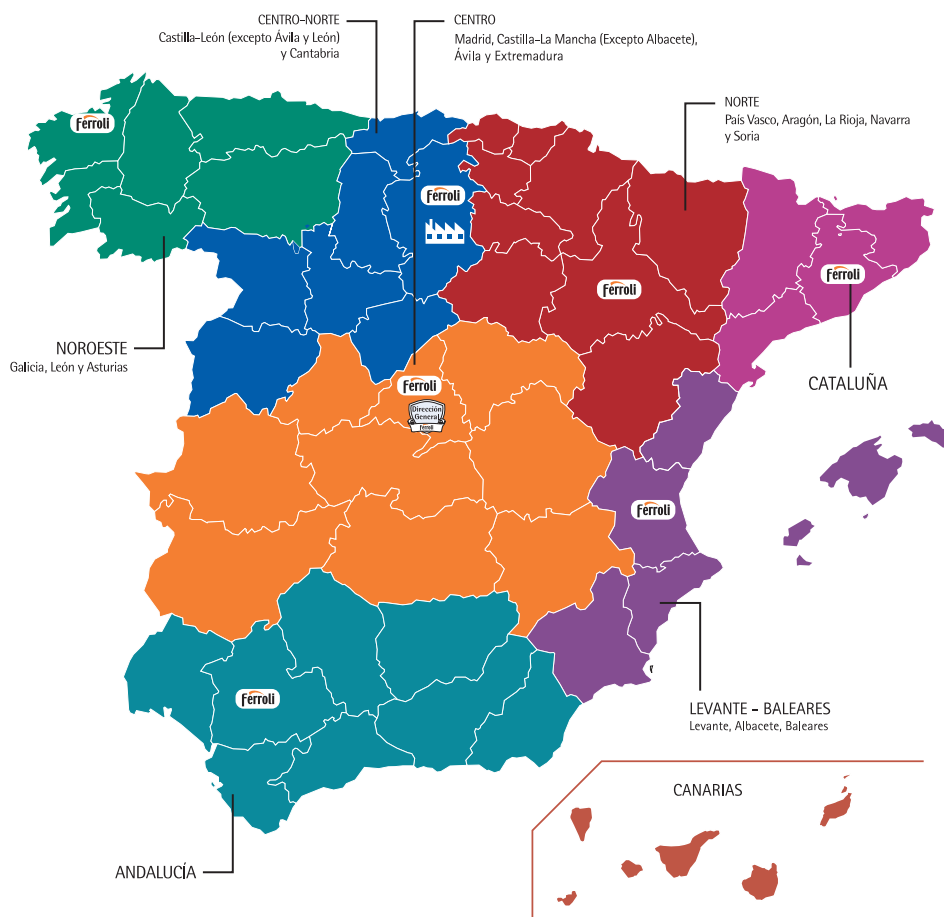 CENTRO-NORTE
Castilla-León (excepto Ávila y León)
y Cantabria
CENTRO
Madrid, Castilla-La Mancha (Excepto Albacete),
Ávila y Extremadura
NORTE
País Vasco, Aragón, La Rioja, Navarra
y Soria
Ferroli
Ferroli
Ferroli
Ferroli
NOROESTE
Galicia, León y Asturias
Ferroli
Dirección
General
Ferroli
CATALUÑA
Ferroli
Ferroli
LEVANTE - BALEARES
Levante, Albacete, Baleares
CANARIAS
ANDALUCÍA